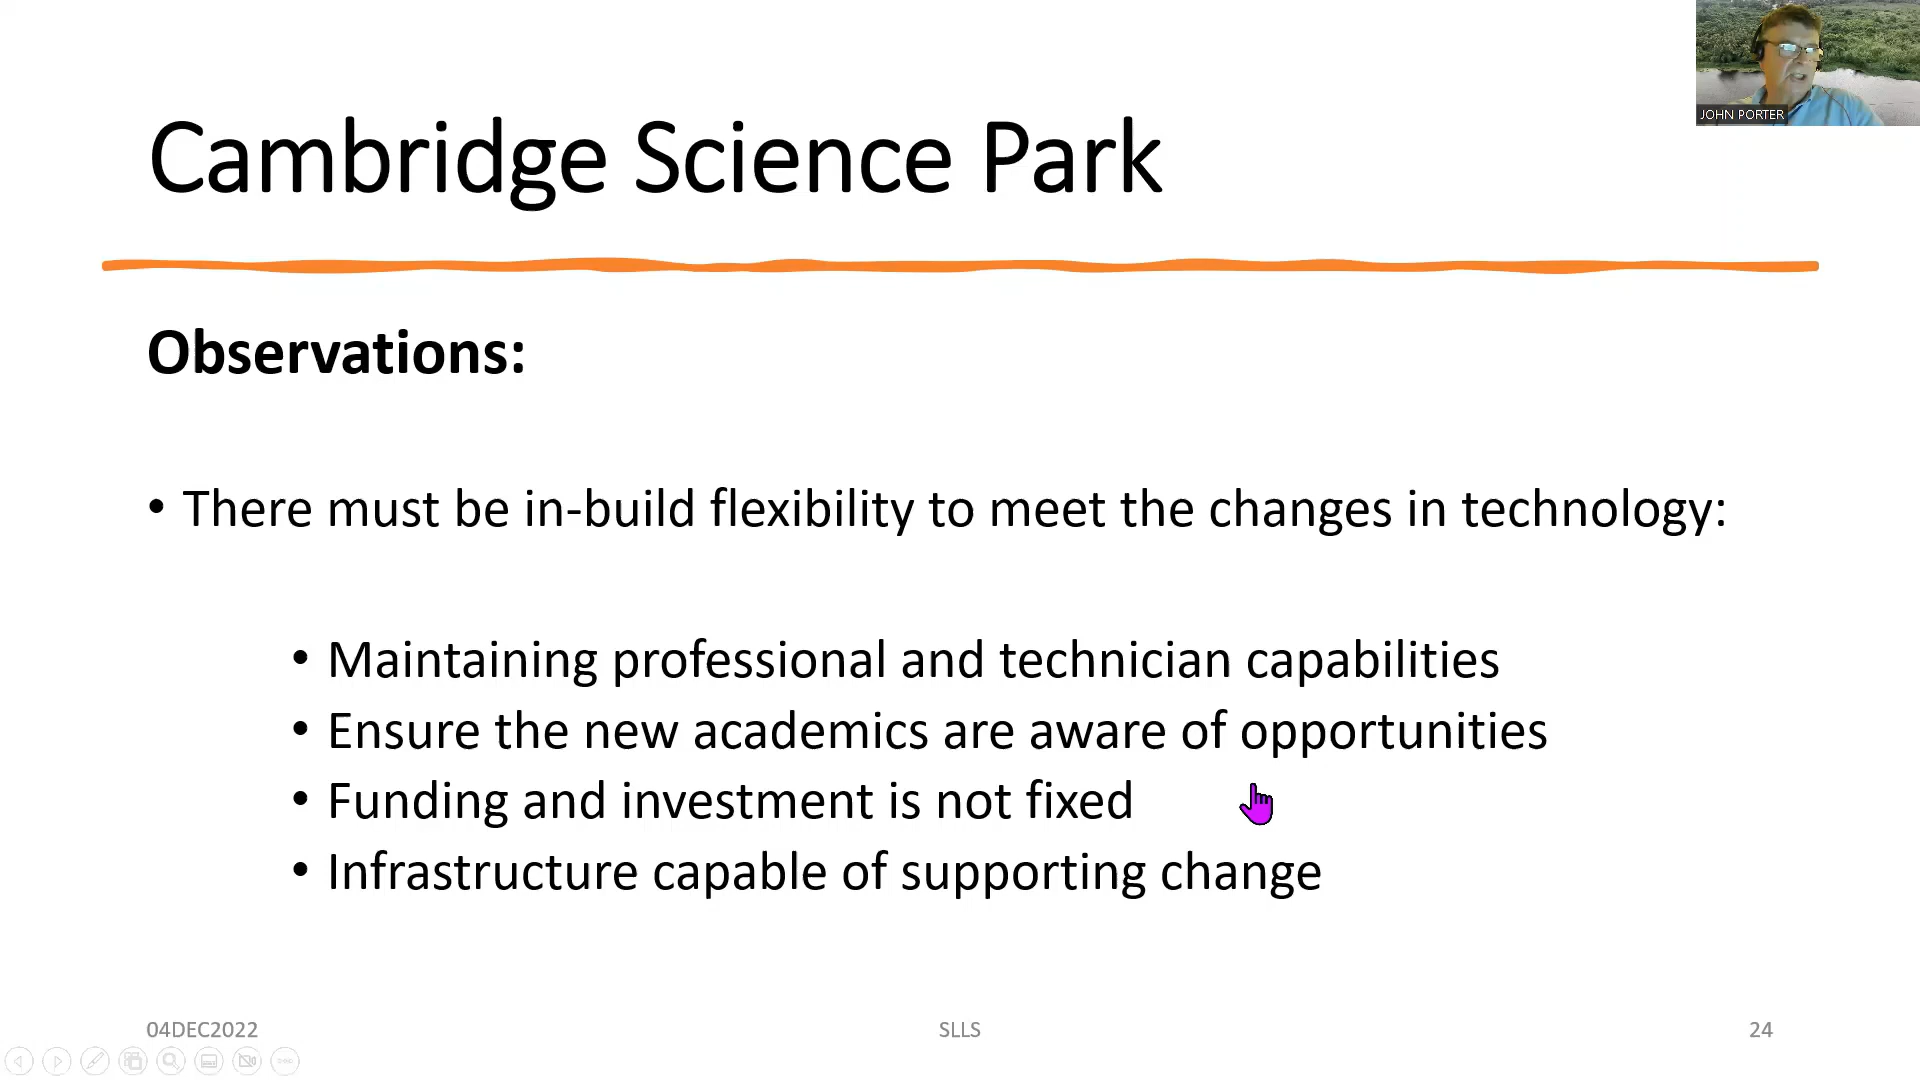 JOHN PORTER
Cambridge Science Park
Observations:
• There must be in-build flexibility to meet the changes in technology:
• Maintaining professional and technician capabilities
• Ensure the new academics are aware of opportunities
• Funding and investment is not fixed
• Infrastructure capable of supporting change
04DEC2022
SLLS
24